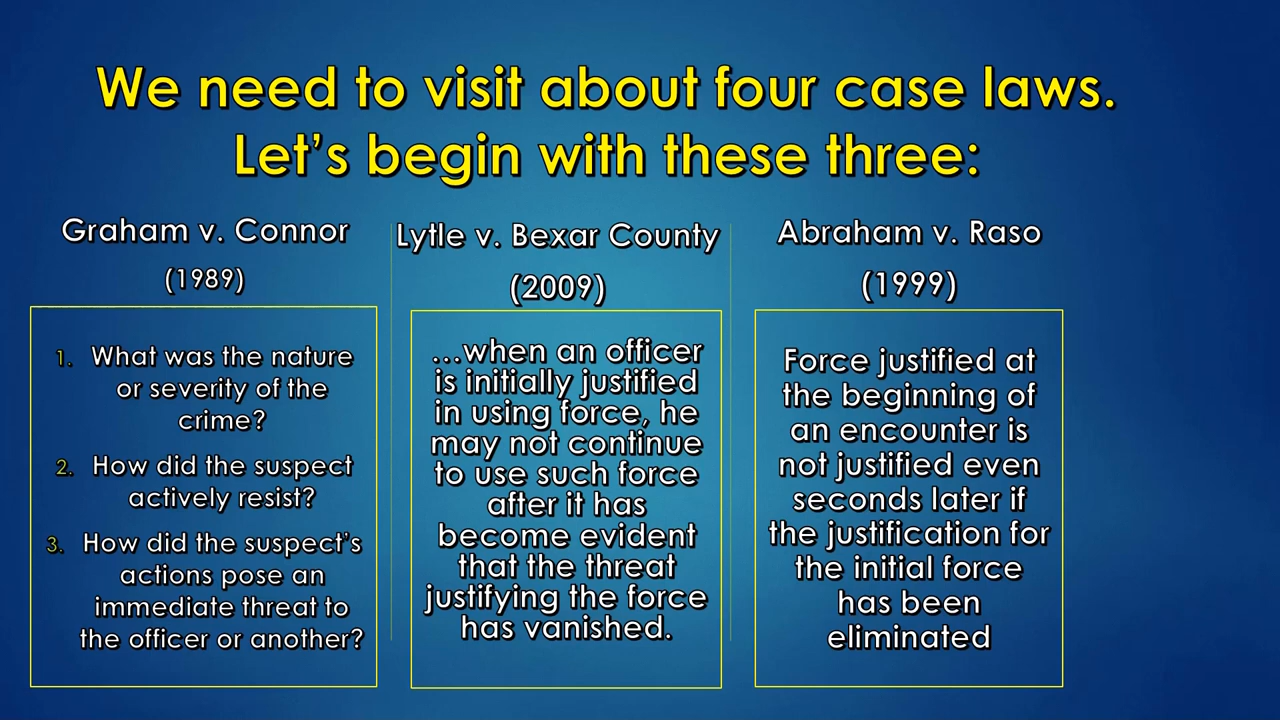 We need to visit about four case laws.
Let’s begin with these three:
Graham v. Connor
(1989)
1. What was the nature
or severity of the
crime?
2. How did the suspect
actively resist?
3. How did the suspect’s
actions pose an
immediate threat to
the officer or another?
Lytle v. Bexar County
(2009)
…when an officer
is initially justified
in using force, he
may not continue
to use such force
after it has
become evident
that the threat
justifying the force
has vanished.
Abraham v. Raso
(1999)
Force justified at
the beginning of
an encounter is
not justified even
seconds later if
the justification for
the initial force
has been
eliminated